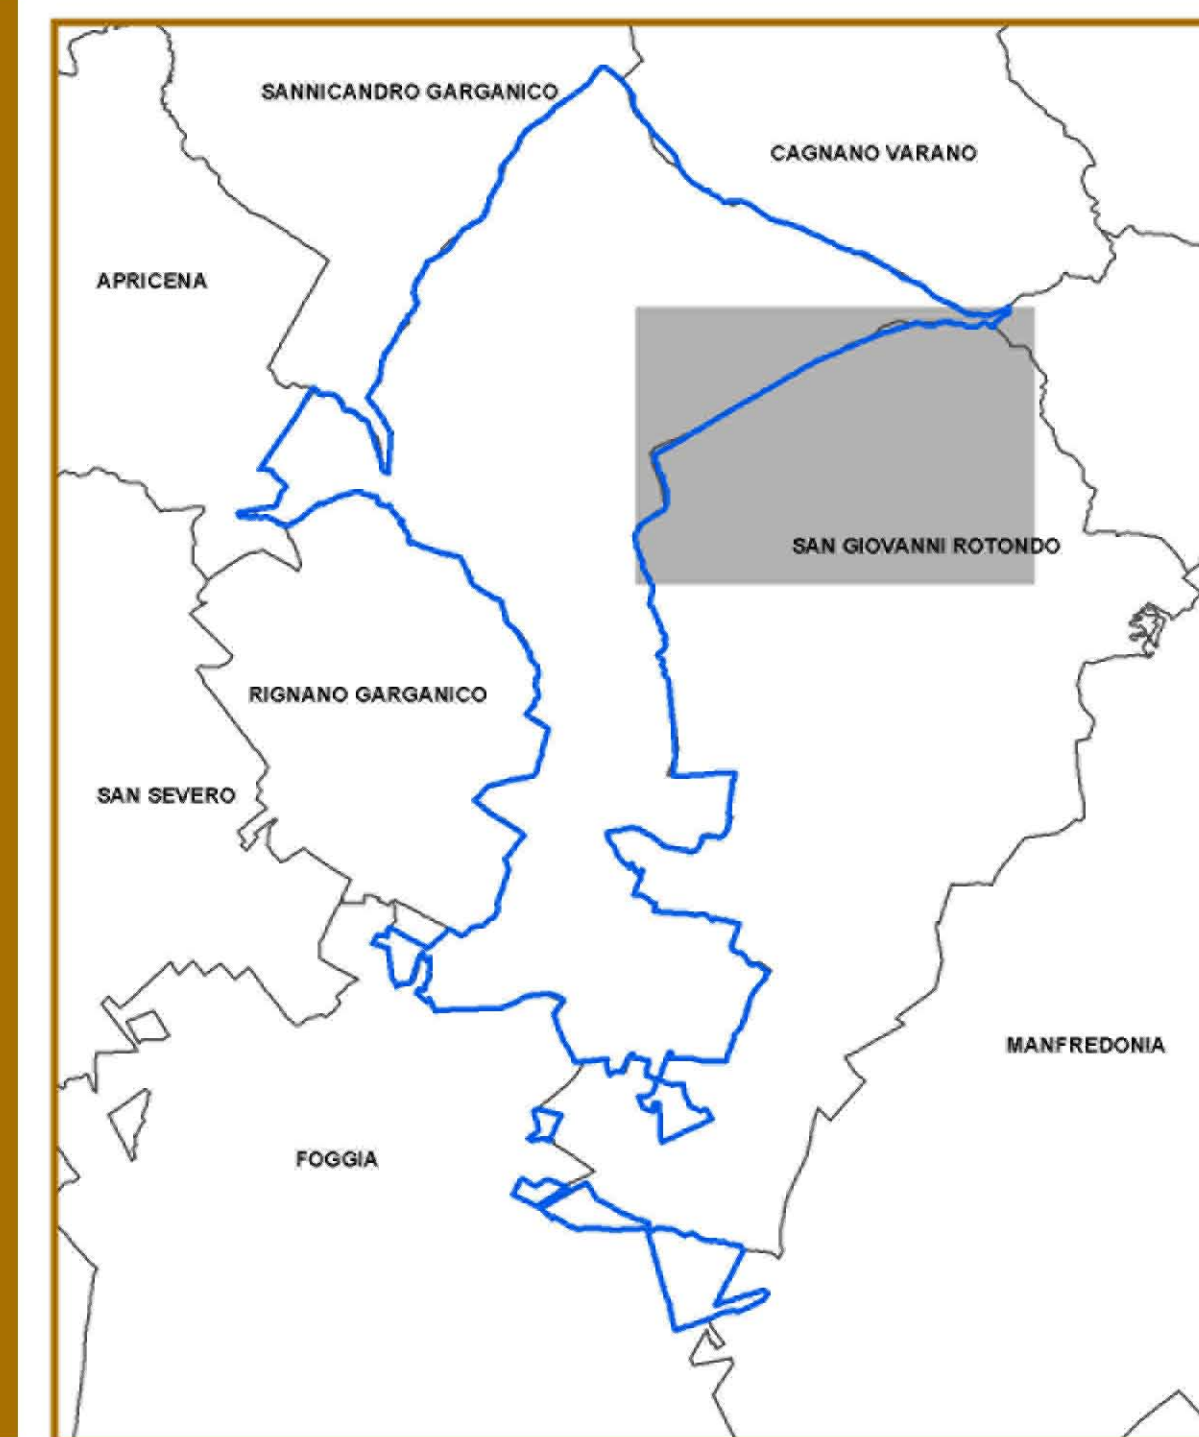 SANNICANDRO GARGANICO
CAGNANO VARANO
APRICENA
SAN GIOVANNI ROTONDO
RIGNANO GARGANICO
SAN SEVERO
MANFREDONIA
FOGGIA